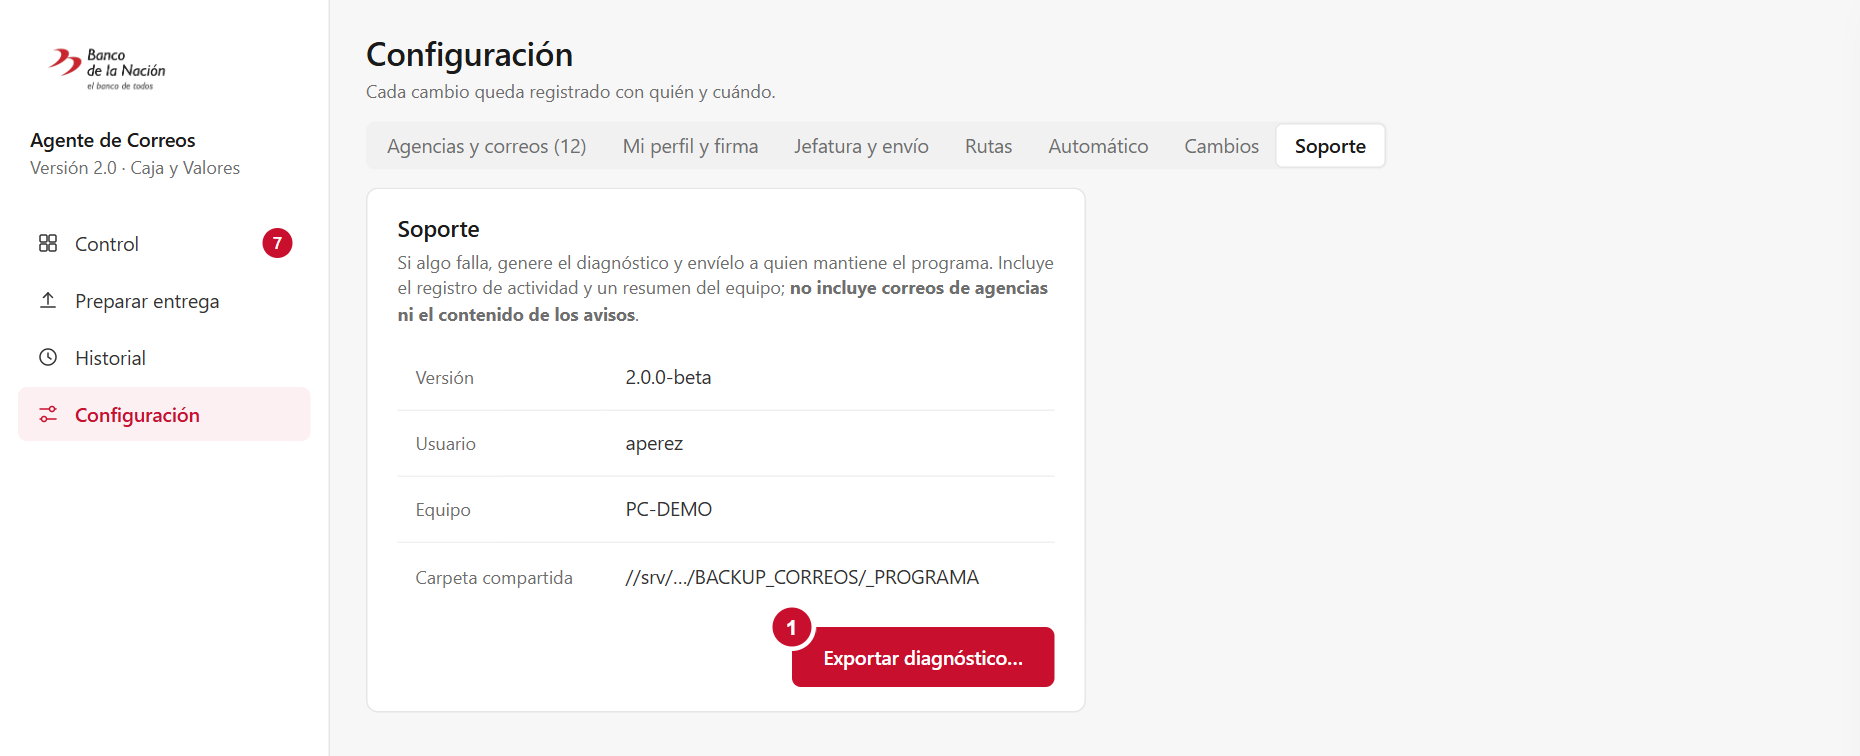 Banco
de la Nación
el banco de todos
Agente de Correos
Versión 2.0 · Caja y Valores
Control
7
Preparar entrega
Historial
Configuración
Configuración
Cada cambio queda registrado con quién y cuándo.
Agencias y correos (12)
Mi perfil y firma
Jefatura y envío
Rutas
Automático
Cambios
Soporte
Soporte
Si algo falla, genere el diagnóstico y envíelo a quien mantiene el programa. Incluye
el registro de actividad y un resumen del equipo; no incluye correos de agencias
ni el contenido de los avisos.
Versión 2.0.0-beta
Usuario aperez
Equipo PC-DEMO
Carpeta compartida //srv/.../BACKUP_CORREOS/_PROGRAMA
1
Exportar diagnóstico...